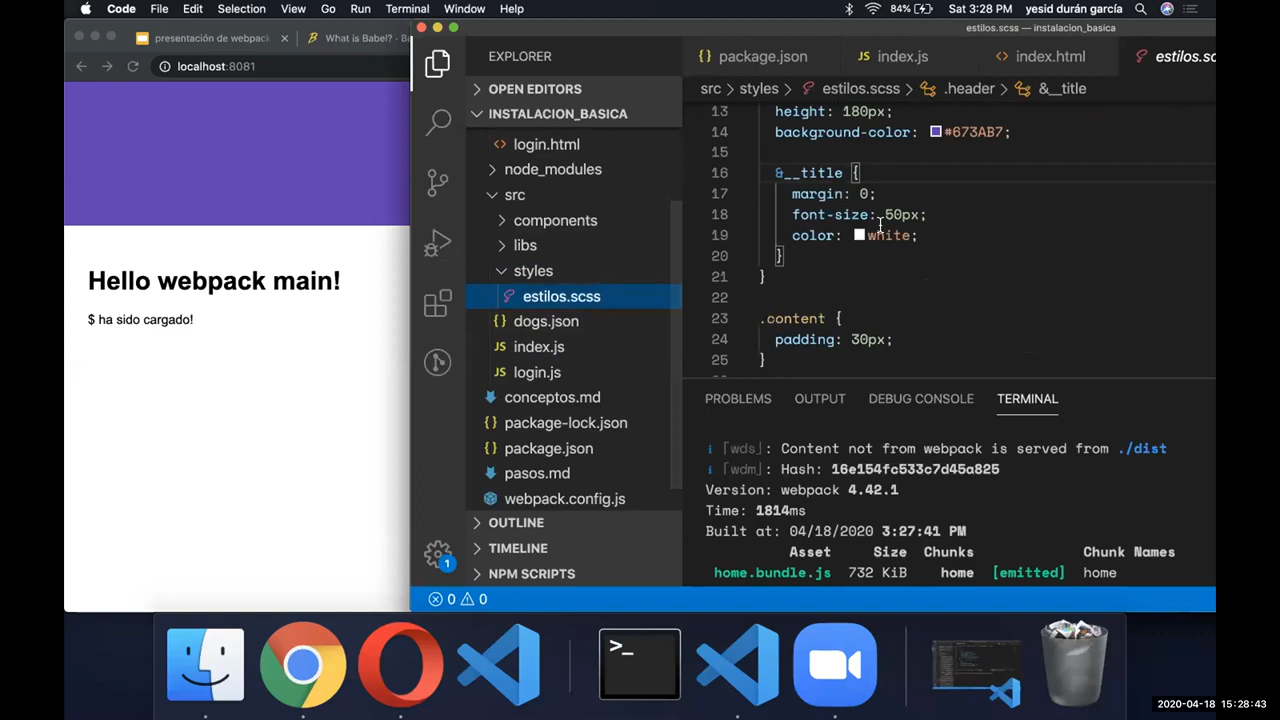 Code File Edit Selection View Go Run Terminal Window Help 84% Sat 3:28 PM yesid durán garcía
estilos.scss — instalacion_basica
presentación de webpack
What is Babel? · Ba
localhost:8081
Hello webpack main!
$ ha sido cargado!
EXPLORER
OPEN EDITORS
INSTALACION_BASICA
login.html
node_modules
src
components
libs
styles
estilos.scss
dogs.json
index.js
login.js
conceptos.md
package-lock.json
package.json
pasos.md
webpack.config.js
OUTLINE
TIMELINE
NPM SCRIPTS
1
0 0
package.json index.js index.html estilos.sc
src > styles > estilos.scss > .header > &__title
13 height: 180px;
14 background-color: #673AB7;
15
16 &__title {
17 margin: 0;
18 font-size: 50px;
19 color: white;
20 }
21 }
22
23 .content {
24 padding: 30px;
25 }
PROBLEMS OUTPUT DEBUG CONSOLE TERMINAL
i ｢wds｣: Content not from webpack is served from ./dist
i ｢wdm｣: Hash: 16e154fc533c7d45a825
Version: webpack 4.42.1
Time: 1814ms
Built at: 04/18/2020 3:27:41 PM
Asset Size Chunks Chunk Names
home.bundle.js 732 KiB home [emitted] home
>_
2020-04-18 15:28:43